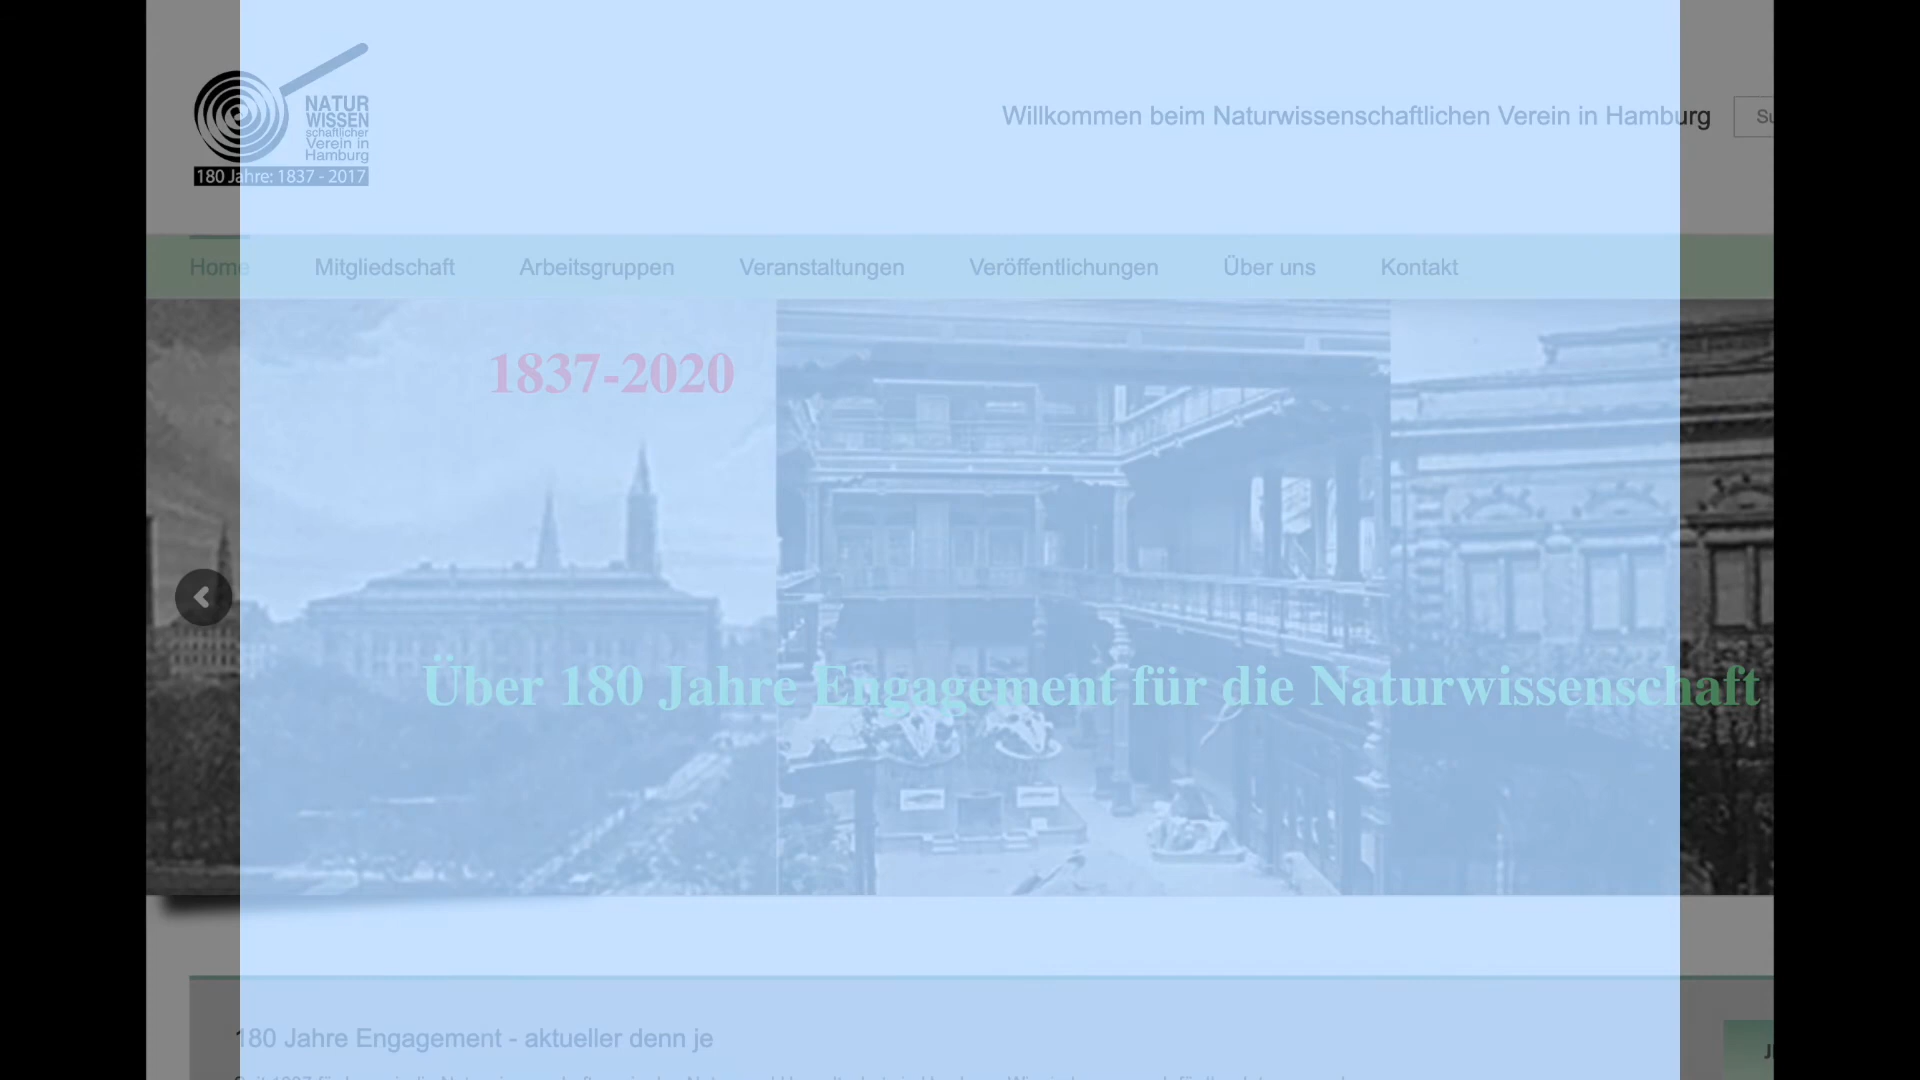 NATUR
WISSEN
schaftlicher
Verein in
Hamburg
180 Jahre: 1837 - 2017
Willkommen beim Naturwissenschaftlichen Verein in Hamburg
Home Mitgliedschaft Arbeitsgruppen Veranstaltungen Veröffentlichungen Über uns Kontakt
1837-2020
Über 180 Jahre Engagement für die Naturwissenschaft
180 Jahre Engagement - aktueller denn je